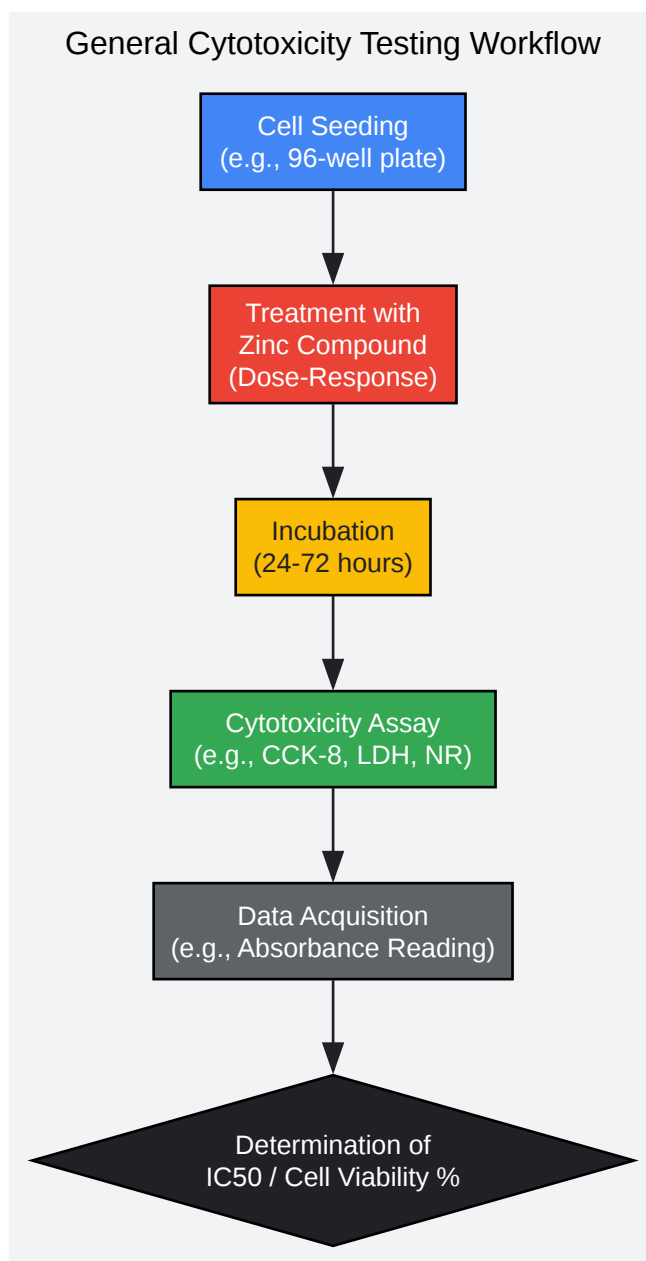 General Cytotoxicity Testing Workflow
Cell Seeding
(e.g., 96-well plate)
Treatment with
Zinc Compound
(Dose-Response)
Incubation
(24-72 hours)
Cytotoxicity Assay
(e.g., CCK-8, LDH, NR)
Data Acquisition
(e.g., Absorbance Reading)
Determination of
IC50 / Cell Viability %